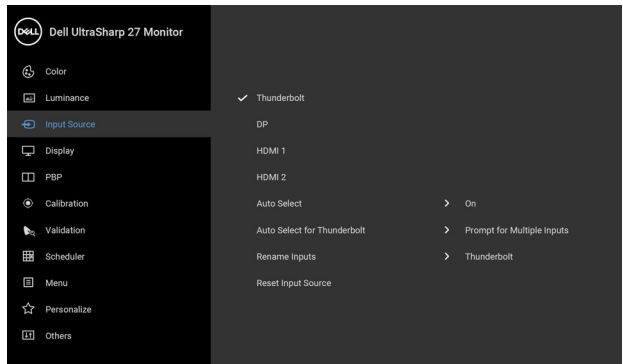 DELL Dell UltraSharp 27 Monitor
Color
Luminance
Thunderbolt
Input Source
DP
Display
HDMI 1
PBP
HDMI 2
Calibration
Auto Select
On
Validation
Auto Select for Thunderbolt
Prompt for Multiple Inputs
Scheduler
Rename Inputs
Thunderbolt
Menu
Reset Input Source
Personalize
Others